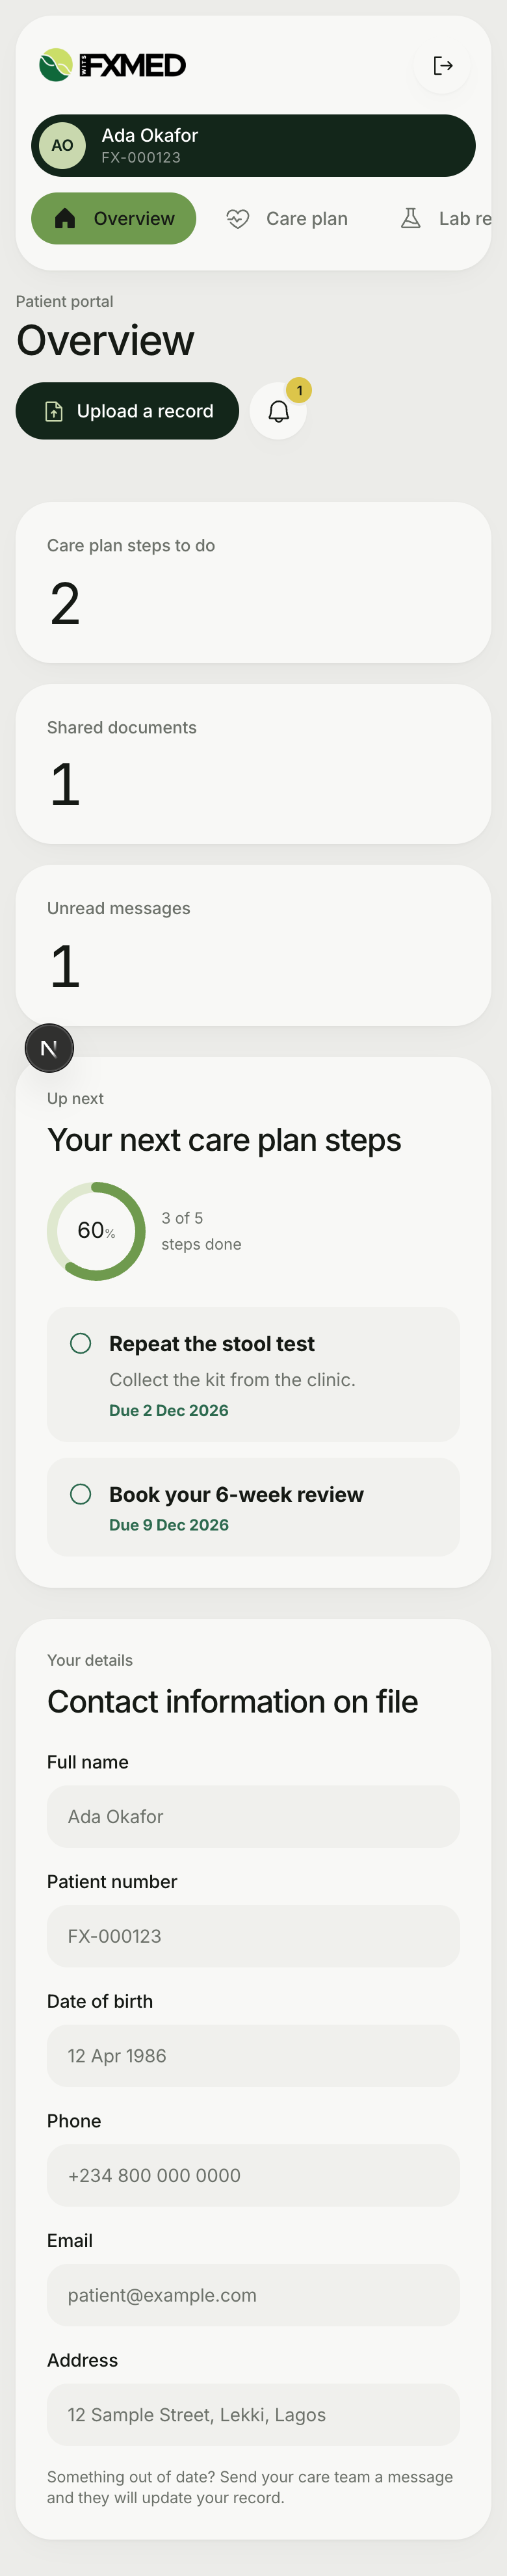 FXMED
Ada Okafor
AO
FX-000123
Overview
Care plan
Lab re
Patient portal
Overview
Upload a record
1
Care plan steps to do
2
Shared documents
1
Unread messages
1
N
Up next
Your next care plan steps
60%
3 of 5
steps done
Repeat the stool test
Collect the kit from the clinic.
Due 2 Dec 2026
Book your 6-week review
Due 9 Dec 2026
Your details
Contact information on file
Full name
Ada Okafor
Patient number
FX-000123
Date of birth
12 Apr 1986
Phone
+234 800 000 0000
Email
patient@example.com
Address
12 Sample Street, Lekki, Lagos
Something out of date? Send your care team a message
and they will update your record.